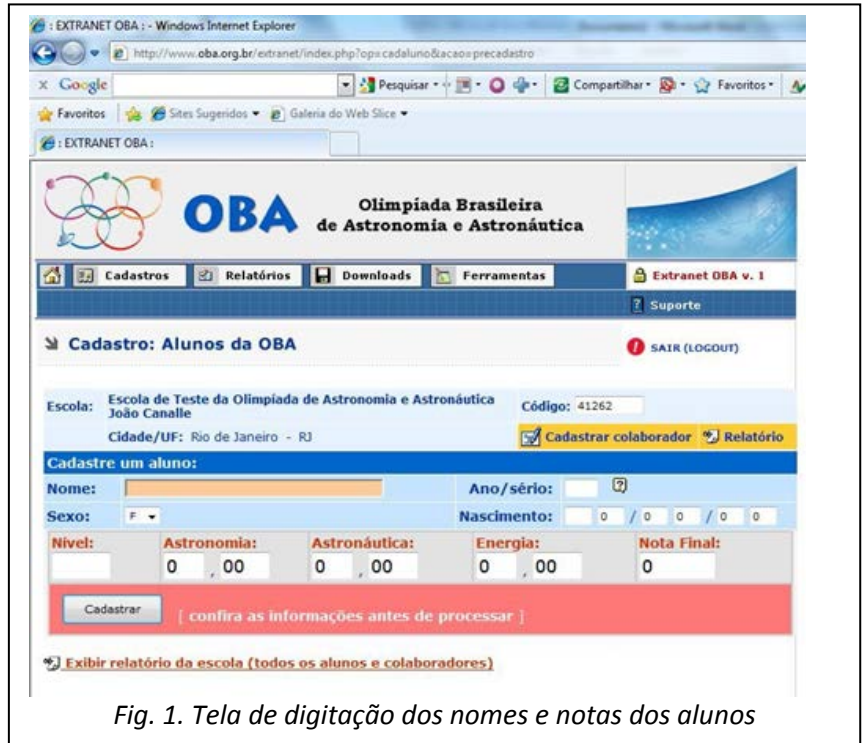 : EXTRANET OBA : - Windows Internet Explorer
http://www.oba.org.br/extranet/index.php?op=cadaluno&acao=precadastro
x Google Pesquisar Compartilhar Favoritos
Favoritos Sites Sugeridos Galeria do Web Slice
: EXTRANET OBA :
OBA
Olimpíada Brasileira
de Astronomia e Astronáutica
Cadastros Relatórios Downloads Ferramentas Extranet OBA v. 1
? Suporte
Cadastro: Alunos da OBA ! SAIR (LOGOUT)
Escola: Escola de Teste da Olimpíada de Astronomia e Astronáutica
João Canalle Código: 41262
Cidade/UF: Rio de Janeiro - RJ Cadastrar colaborador Relatório
Cadastre um aluno:
Nome: Ano/sério: ?
Sexo: F Nascimento: 0 / 0 0 / 0 0
Nível: Astronomia: Astronáutica: Energia: Nota Final:
0 , 00 0 , 00 0 , 00 0
Cadastrar [ confira as informações antes de processar ]
Exibir relatório da escola (todos os alunos e colaboradores)
Fig. 1. Tela de digitação dos nomes e notas dos alunos